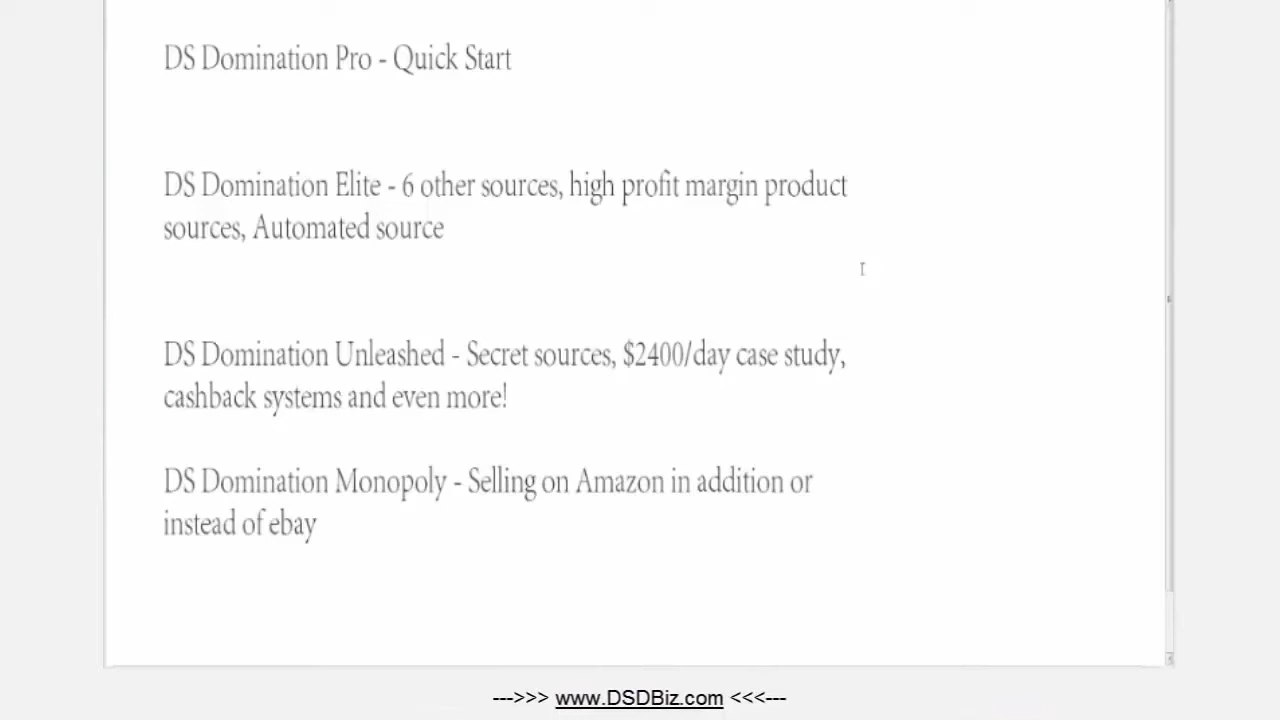 DS Domination Pro - Quick Start
DS Domination Elite - 6 other sources, high profit margin product
sources, Automated source
DS Domination Unleashed - Secret sources, $2400/day case study,
cashback systems and even more!
DS Domination Monopoly - Selling on Amazon in addition or
instead of ebay
--->>> www.DSDBiz.com <<<---